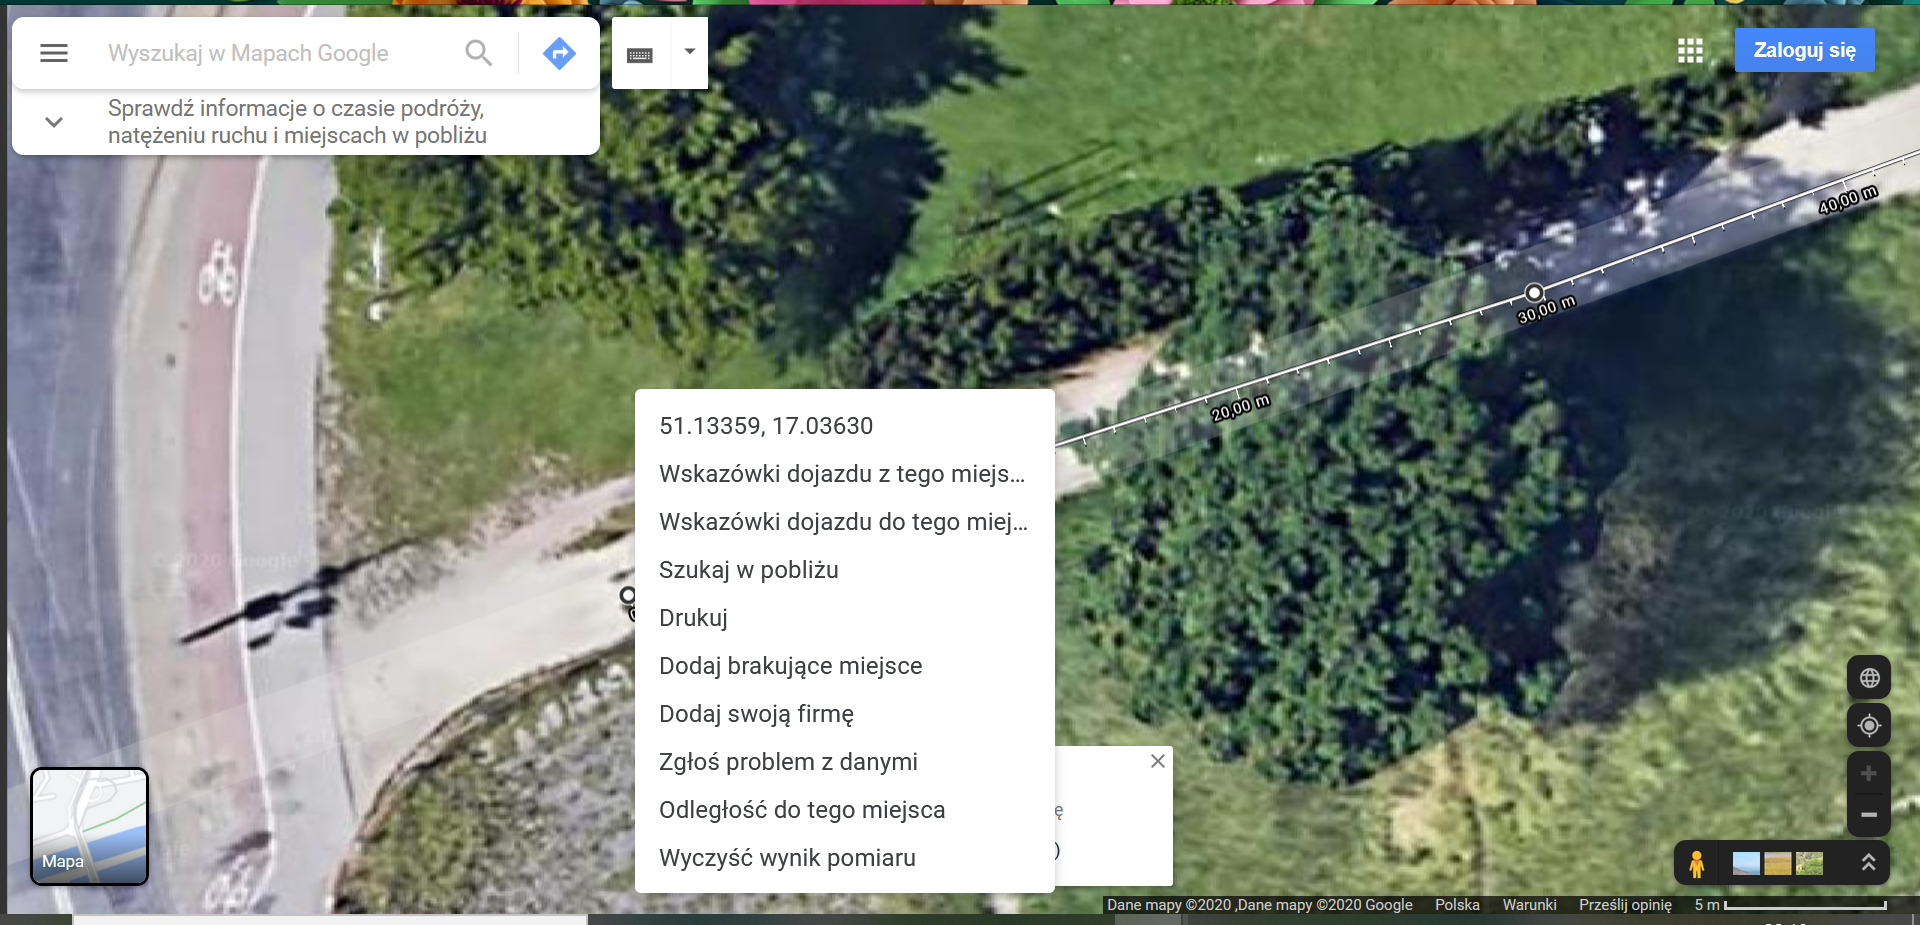 Wyszukaj w Mapach Google
Zaloguj się
Sprawdź informacje o czasie podróży,
natężeniu ruchu i miejscach w pobliżu
40,00 m
30,00 m
20,00 m
51.13359, 17.03630
Wskazówki dojazdu z tego miejs...
Wskazówki dojazdu do tego miej...
Szukaj w pobliżu
Drukuj
Dodaj brakujące miejsce
Dodaj swoją firmę
Zgłoś problem z danymi
Odległość do tego miejsca
Wyczyść wynik pomiaru
ę
)
© 2020 Google
Mapa
Dane mapy ©2020 ,Dane mapy ©2020 Google Polska Warunki Prześlij opinię 5 m